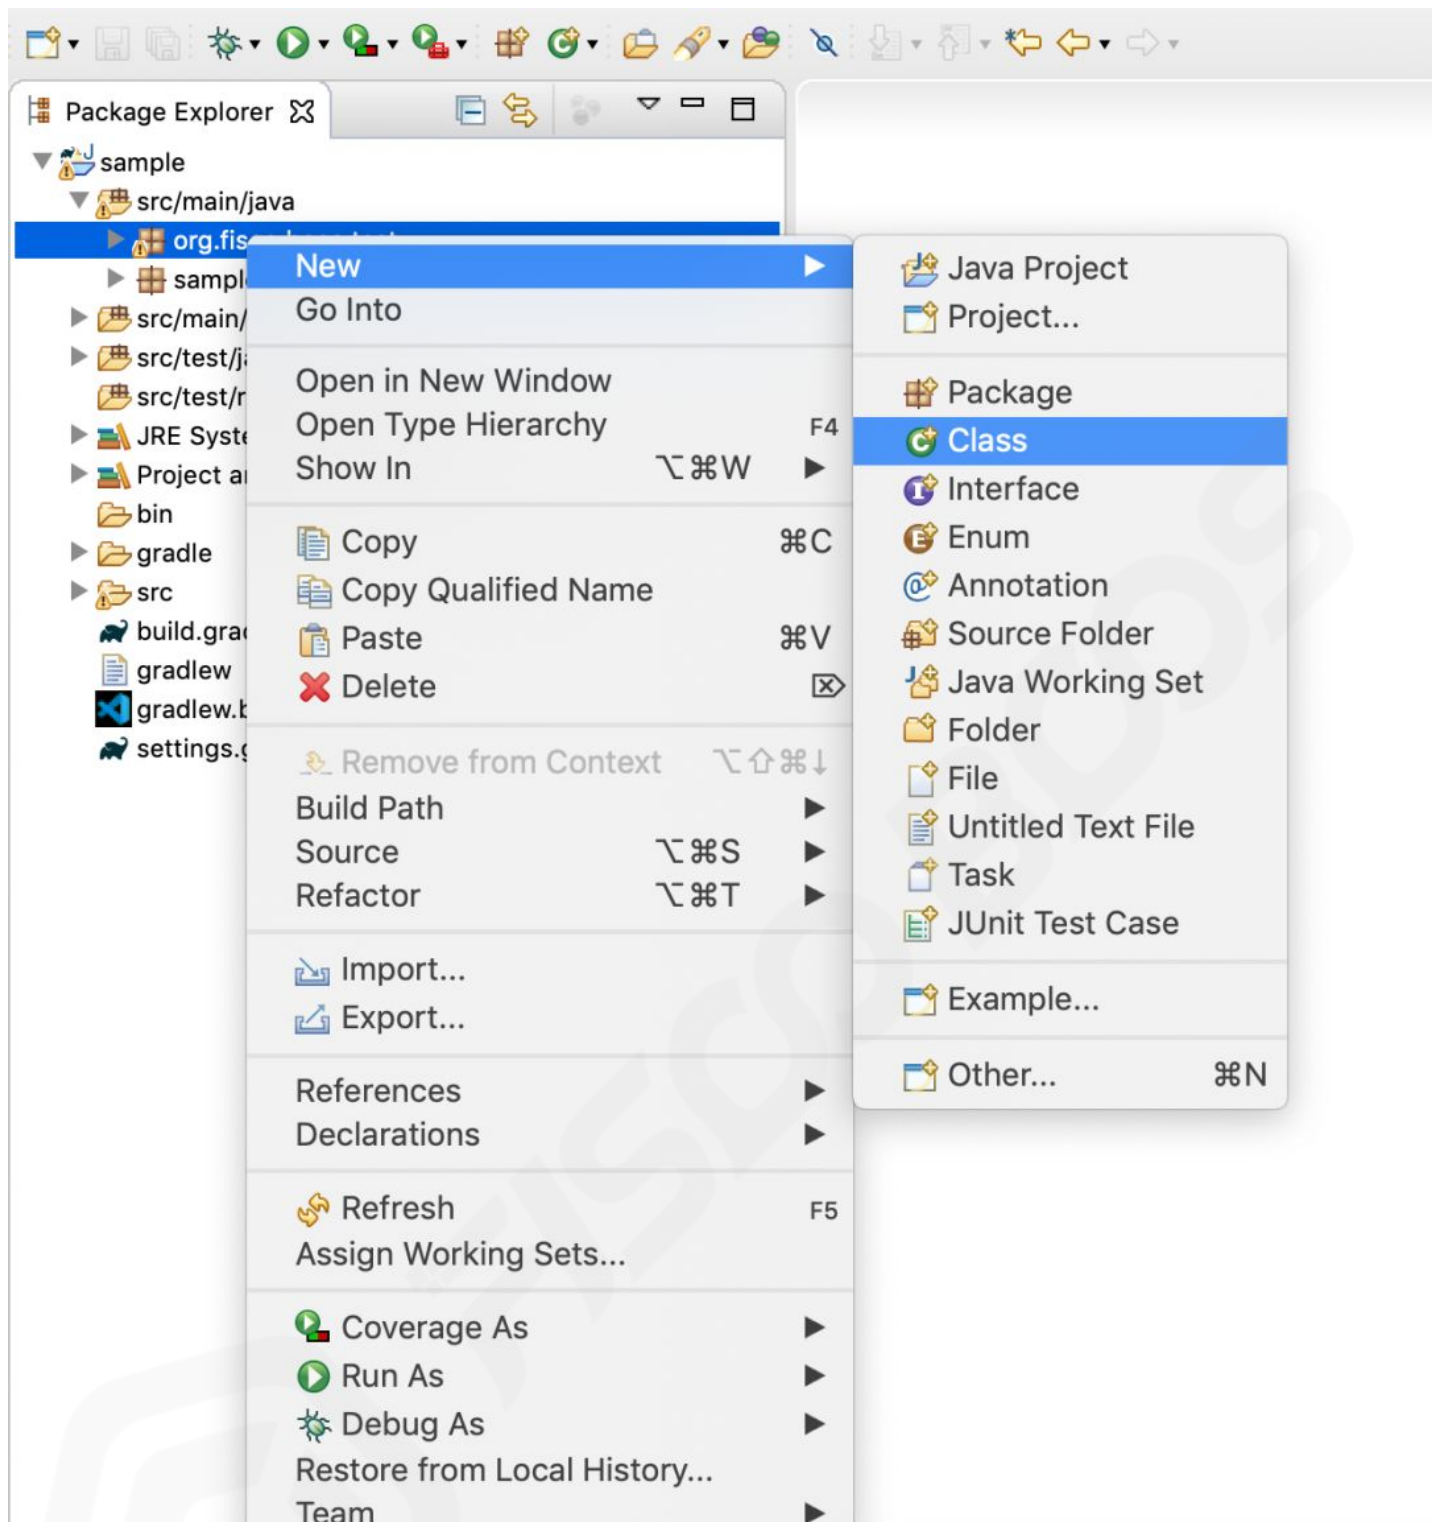 Package Explorer
sample
src/main/java
org.fis
sampl
src/main/
src/test/j
src/test/r
JRE Syste
Project a
bin
gradle
src
build.grad
gradlew
gradlew.b
settings.g
New
Go Into
Open in New Window
Open Type Hierarchy F4
Show In ⌥⌘W
Copy ⌘C
Copy Qualified Name
Paste ⌘V
Delete ⌦
Remove from Context ⌥⇧⌘↓
Build Path
Source ⌥⌘S
Refactor ⌥⌘T
Import...
Export...
References
Declarations
Refresh F5
Assign Working Sets...
Coverage As
Run As
Debug As
Restore from Local History...
Team
Java Project
Project...
Package
Class
Interface
Enum
Annotation
Source Folder
Java Working Set
Folder
File
Untitled Text File
Task
JUnit Test Case
Example...
Other... ⌘N
FISCO BCOS